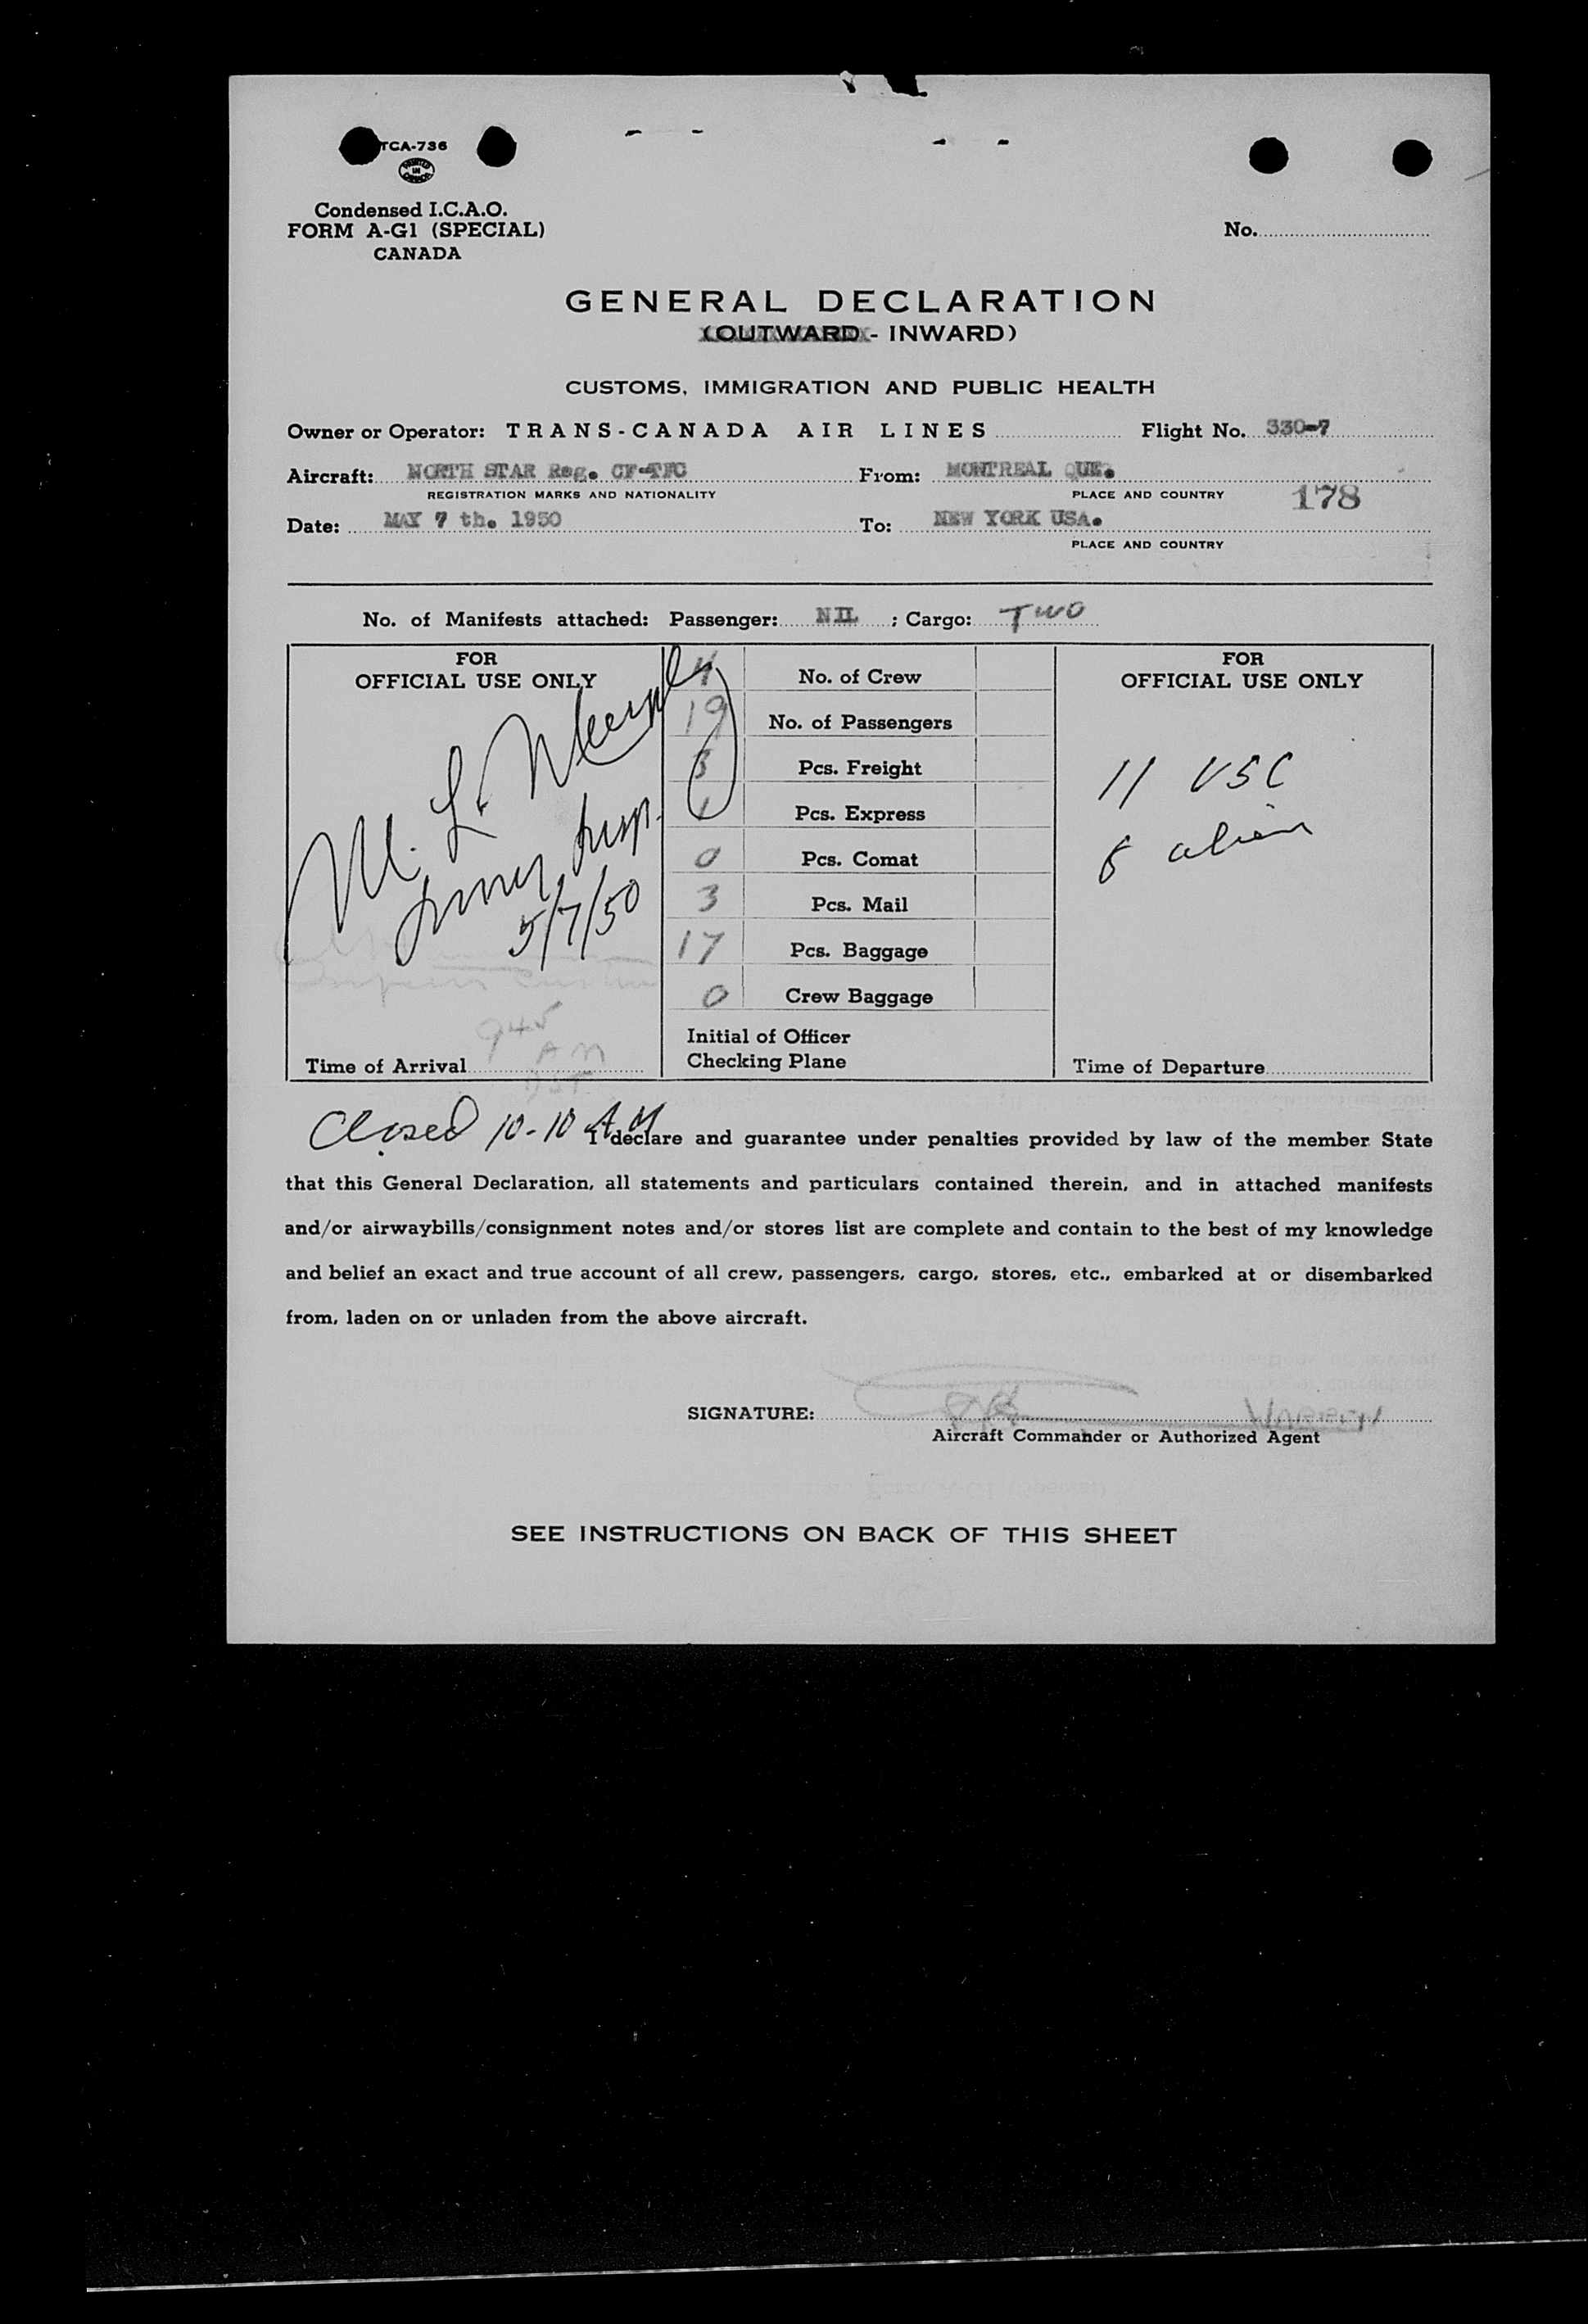 TCA-736
PRINTED IN CANADA
Condensed I.C.A.O.
FORM A-G1 (SPECIAL)
CANADA
No.
GENERAL DECLARATION
(OUTWARD - INWARD)
CUSTOMS, IMMIGRATION AND PUBLIC HEALTH
Owner or Operator: TRANS-CANADA AIR LINES Flight No. 330-7
Aircraft: NORTH STAR Reg. CF-TFC From: MONTREAL QUE.
REGISTRATION MARKS AND NATIONALITY PLACE AND COUNTRY 178
Date: MAY 7 th. 1950 To: NEW YORK USA.
PLACE AND COUNTRY
No. of Manifests attached: Passenger: NIL ; Cargo: TWO
FOR
OFFICIAL USE ONLY
M. L.
Insp.
5/7/50
945
AM
Time of Arrival
4 No. of Crew
19 No. of Passengers
3 Pcs. Freight
1 Pcs. Express
0 Pcs. Comat
3 Pcs. Mail
17 Pcs. Baggage
0 Crew Baggage
Initial of Officer
Checking Plane
FOR
OFFICIAL USE ONLY
11 USC
8 alien
Time of Departure
Closed 10-10 AM
I declare and guarantee under penalties provided by law of the member State
that this General Declaration, all statements and particulars contained therein, and in attached manifests
and/or airwaybills/consignment notes and/or stores list are complete and contain to the best of my knowledge
and belief an exact and true account of all crew, passengers, cargo, stores, etc., embarked at or disembarked
from, laden on or unladen from the above aircraft.
SIGNATURE:
Aircraft Commander or Authorized Agent
SEE INSTRUCTIONS ON BACK OF THIS SHEET